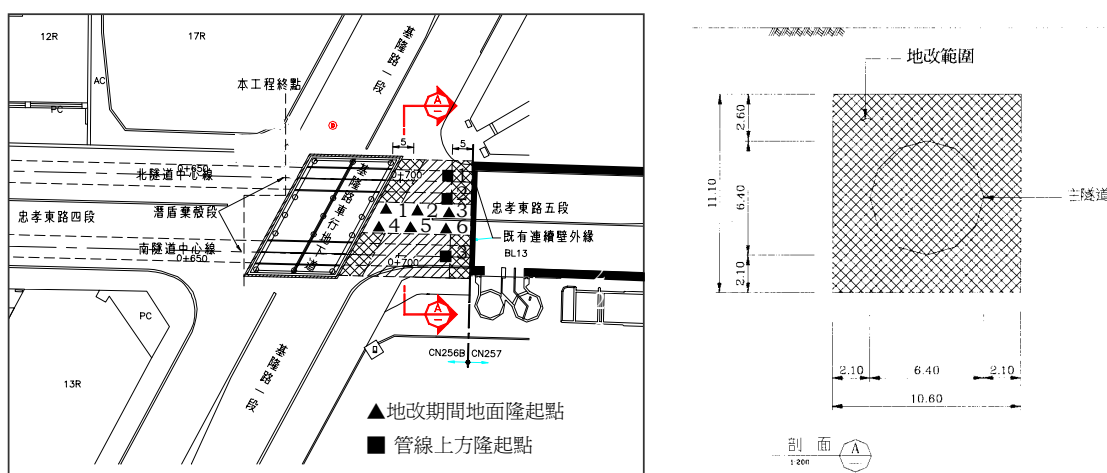 12R
17R
AC
PC
基隆路一段
本工程終點
A
5
5
0+650
北隧道中心線
0+700
1
2
潛盾棄殼段
基隆路車行地下道
忠孝東路四段
忠孝東路五段
1 2 3
4 5 6
既有連續壁外緣
南隧道中心線
0+650
0+700
3
BL13
2
PC
A
基隆路一段
CN256B CN257
13R
▲地改期間地面隆起點
■ 管線上方隆起點
地改範圍
2.60
11.10
6.40
主隧道
2.10
2.10 6.40 2.10
10.60
剖面 A
1:200